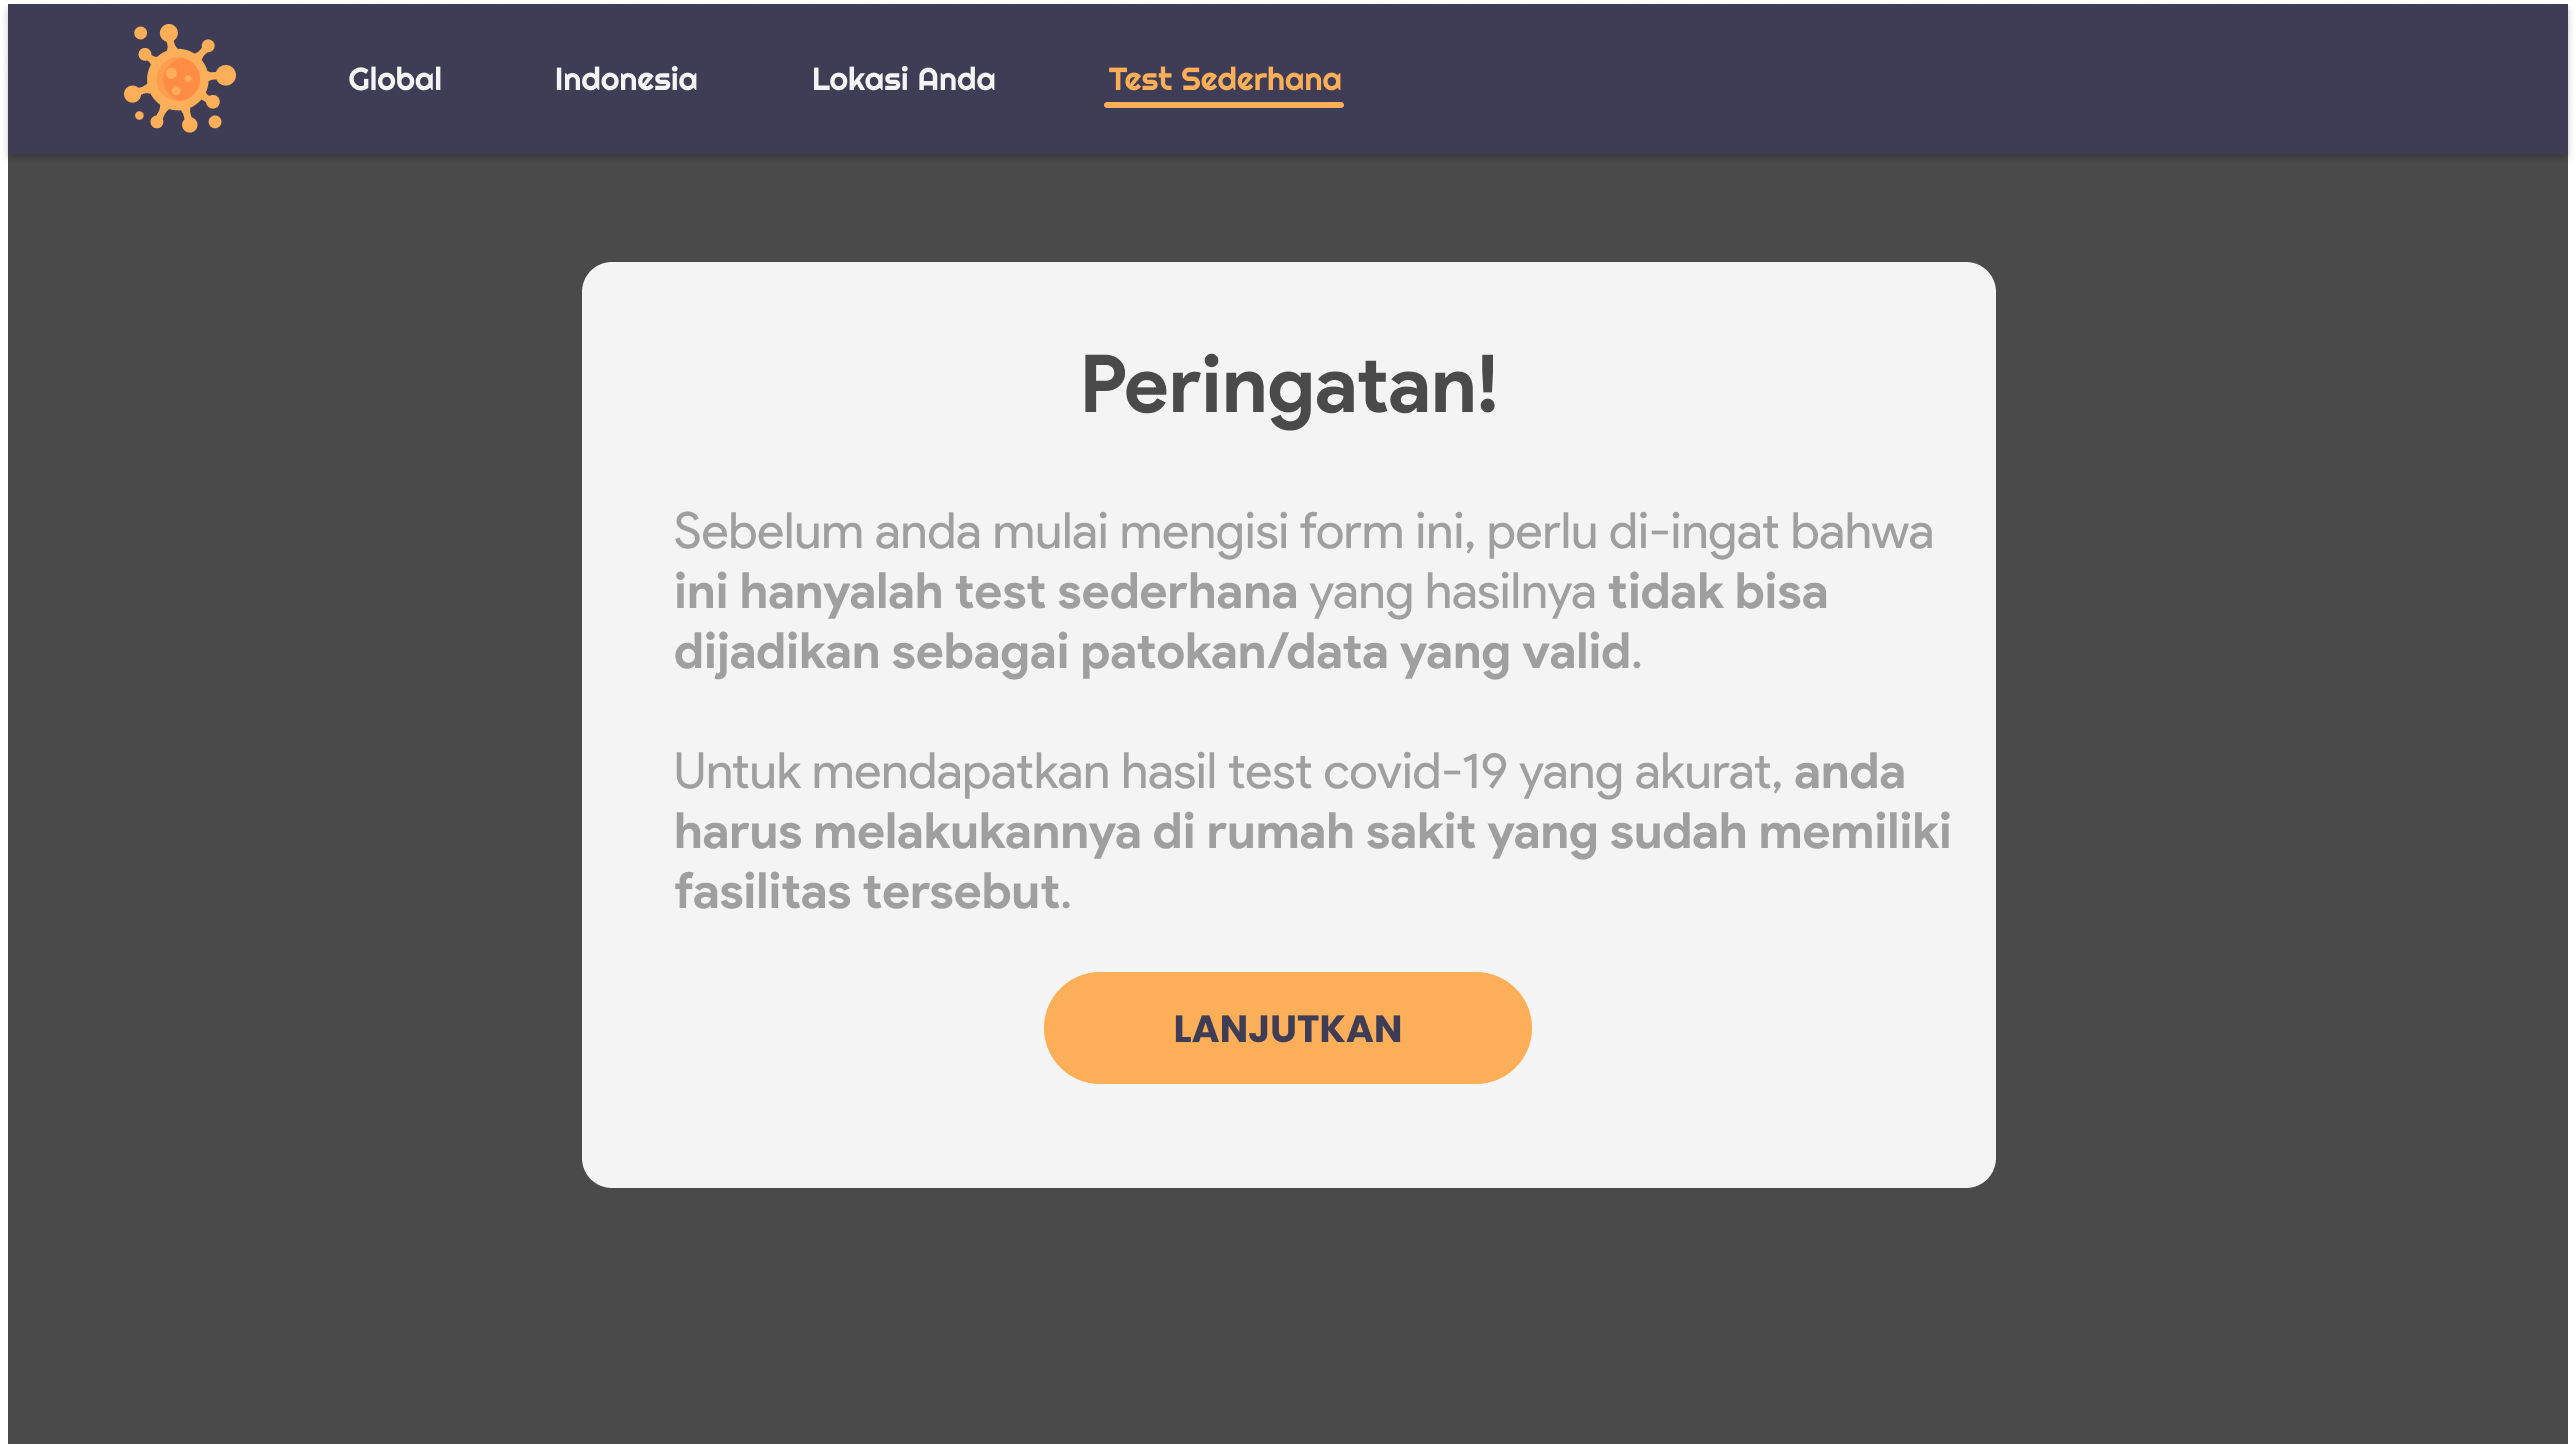 Global
Indonesia
Lokasi Anda
Test Sederhana
Peringatan!
Sebelum anda mulai mengisi form ini, perlu di-ingat bahwa
ini hanyalah test sederhana yang hasilnya tidak bisa
dijadikan sebagai patokan/data yang valid.
Untuk mendapatkan hasil test covid-19 yang akurat, anda
harus melakukannya di rumah sakit yang sudah memiliki
fasilitas tersebut.
LANJUTKAN